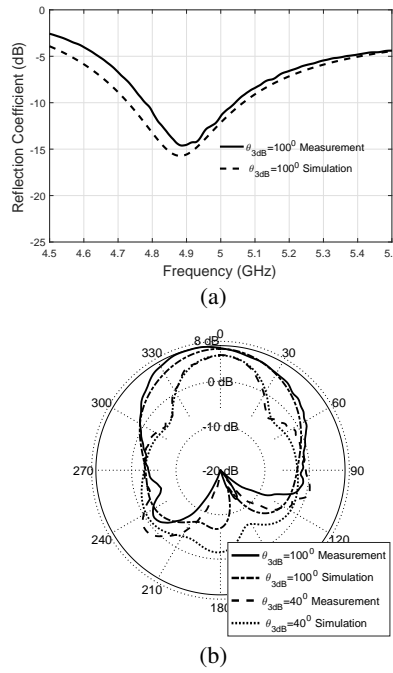 0
-5
-10
-15
-20
-25
Reflection Coefficient (dB)
θ3dB=100⁰ Measurement
θ3dB=100⁰ Simulation
4.5 4.6 4.7 4.8 4.9 5 5.1 5.2 5.3 5.4 5.
Frequency (GHz)
(a)
0
8 dB
330 30
0 dB
300 60
-10 dB
270 -20 dB 90
240 120
210
18
θ3dB=100⁰ Measurement
θ3dB=100⁰ Simulation
θ3dB=40⁰ Measurement
θ3dB=40⁰ Simulation
(b)